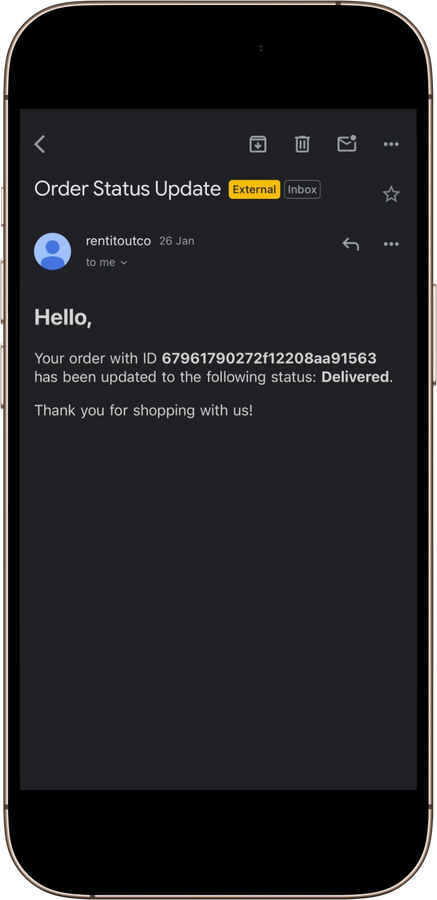 Order Status Update External Inbox
rentitoutco 26 Jan
to me
Hello,
Your order with ID 67961790272f12208aa91563
has been updated to the following status: Delivered.
Thank you for shopping with us!